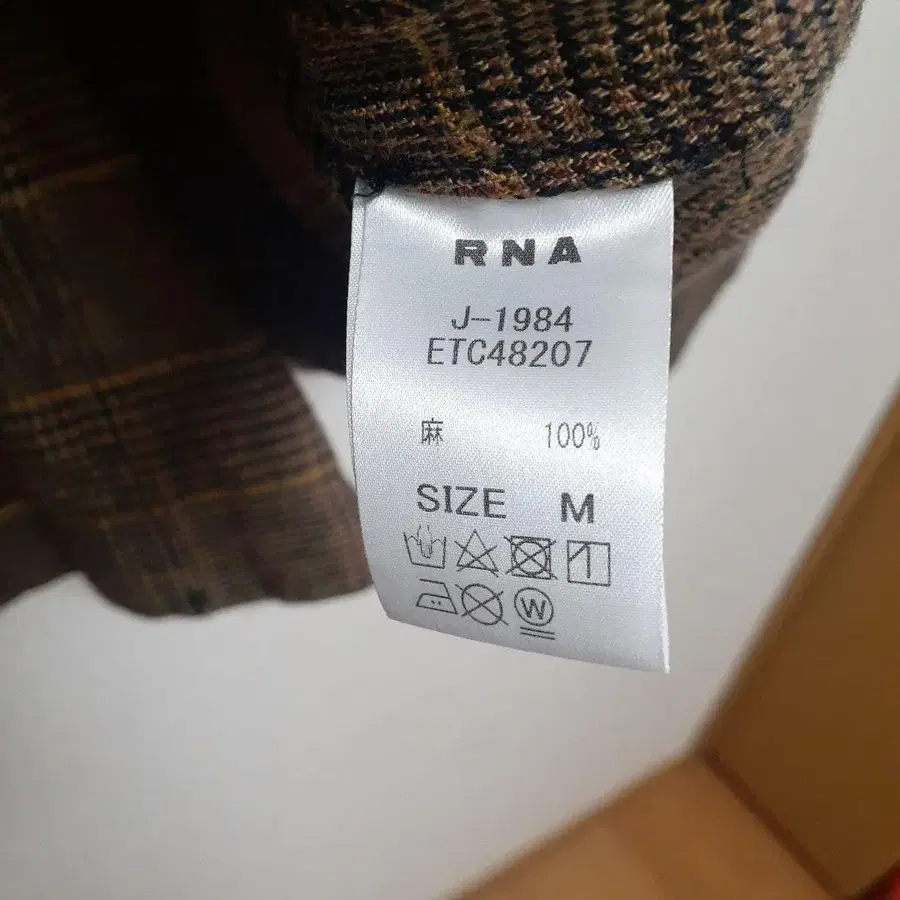 RNA
J-1984
ETC48207
麻 100%
SIZE M
W